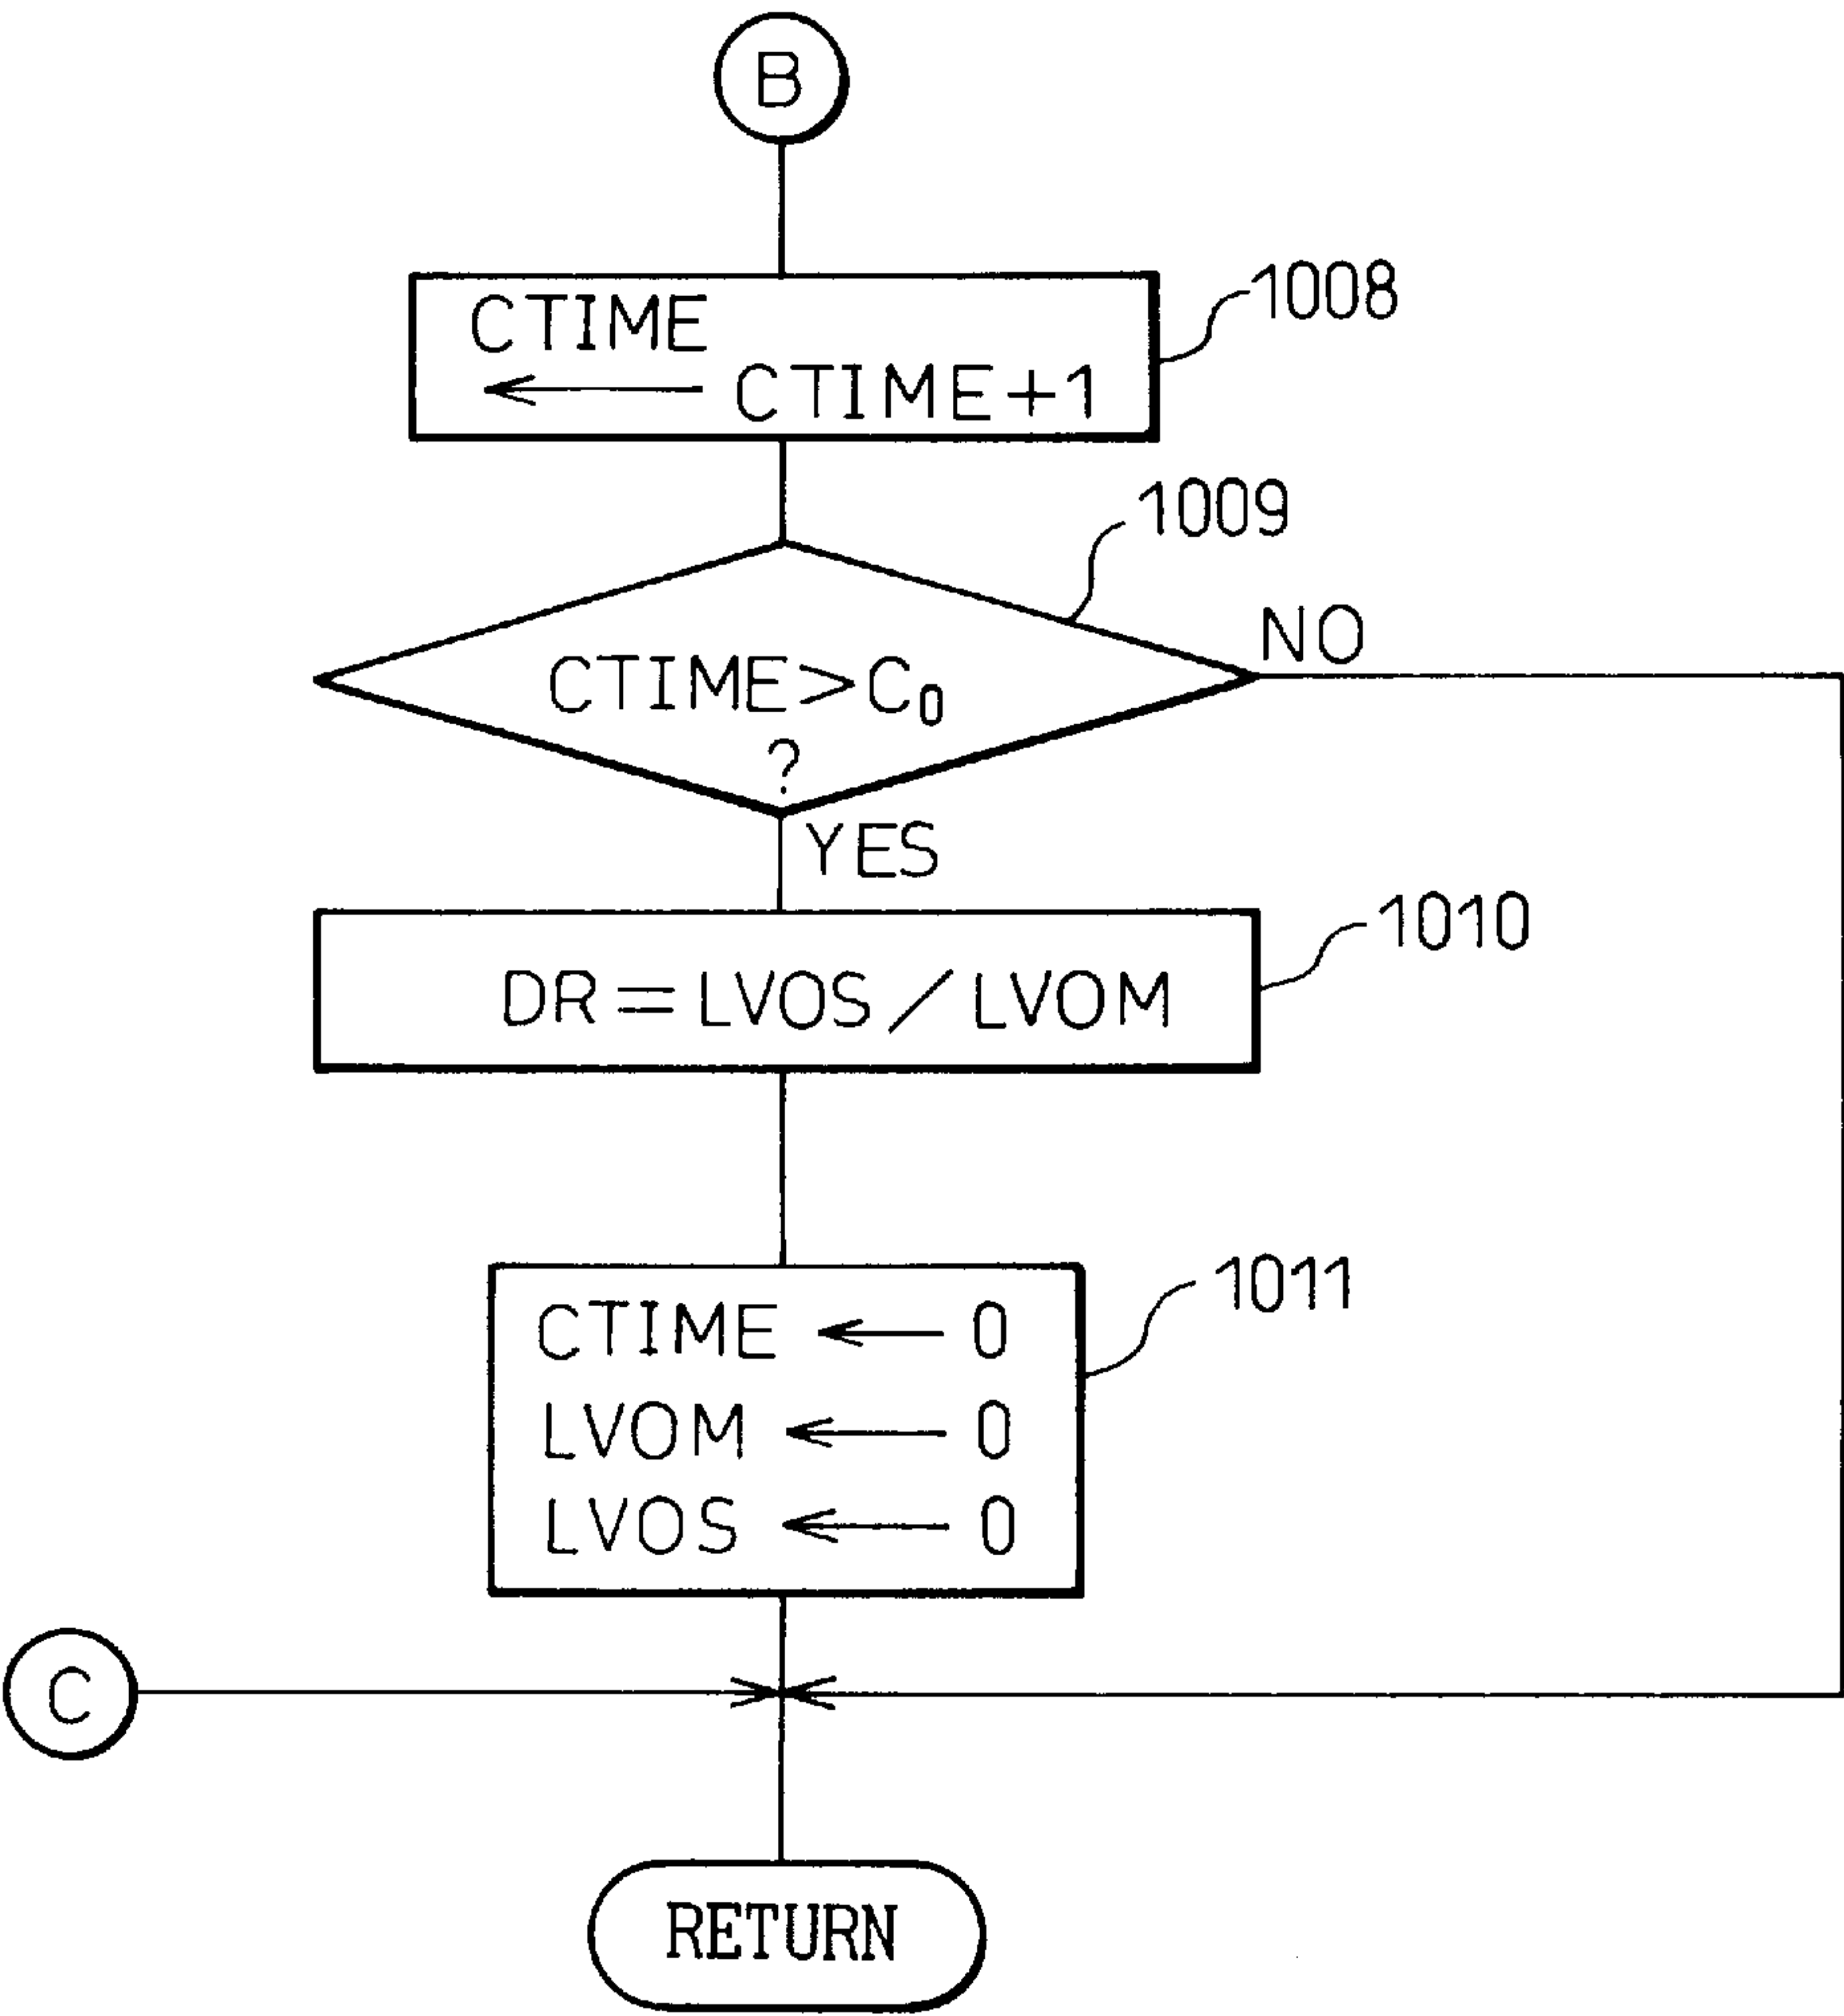 B
CTIME
← CTIME+1
1008
1009
CTIME>C₀
?
NO
YES
DR=LVOS/LVOM
1010
CTIME ← 0
LVOM ← 0
LVOS ← 0
1011
C
RETURN